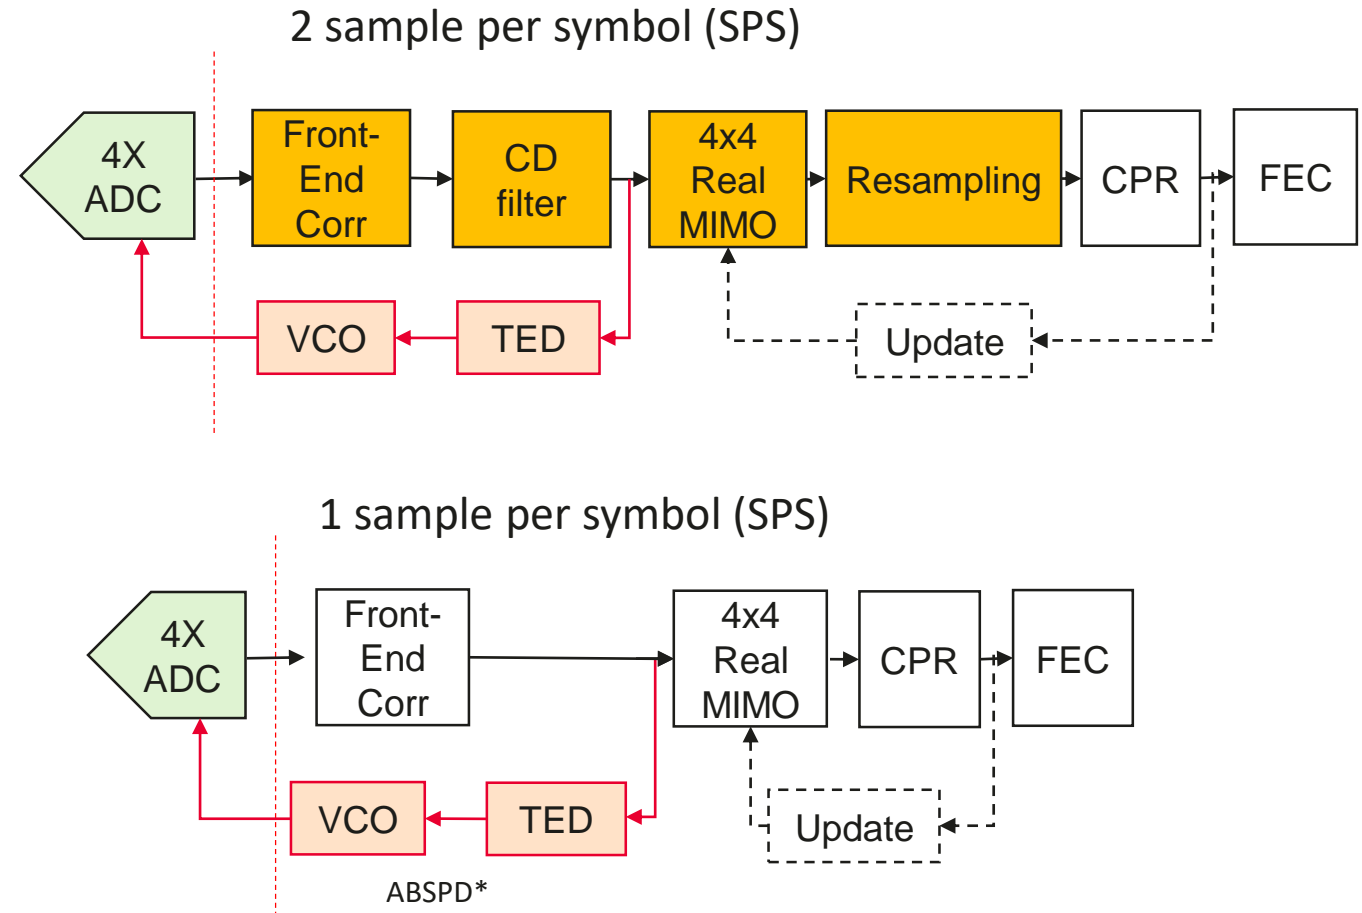 2 sample per symbol (SPS)
4X
ADC
Front-
End
Corr
CD
filter
4x4
Real
MIMO
Resampling
CPR
FEC
VCO
TED
Update
1 sample per symbol (SPS)
4X
ADC
Front-
End
Corr
4x4
Real
MIMO
CPR
FEC
VCO
TED
Update
ABSPD*